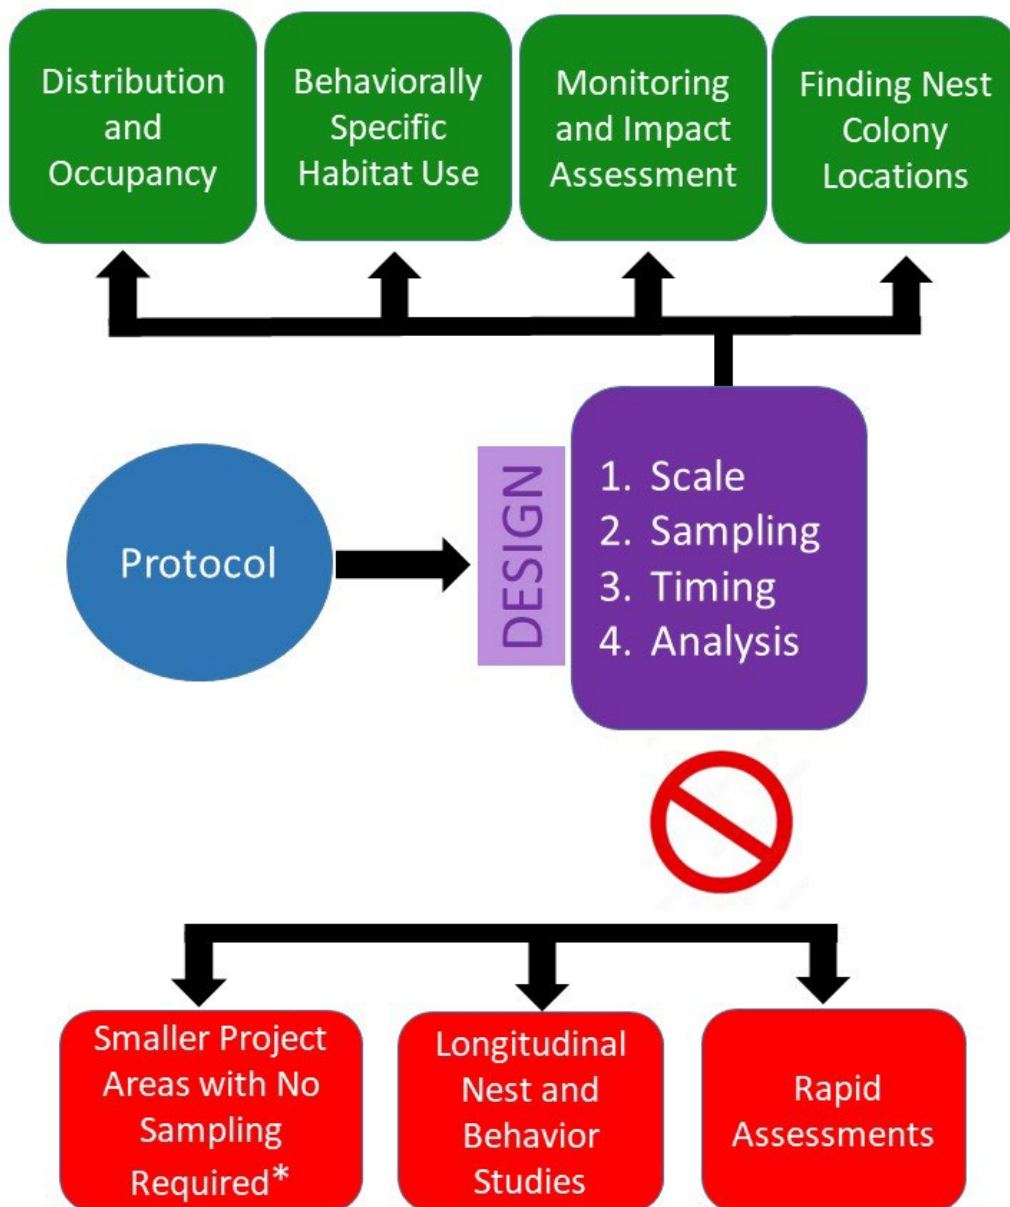 Distribution
and
Occupancy
Behaviorally
Specific
Habitat Use
Monitoring
and Impact
Assessment
Finding Nest
Colony
Locations
Protocol
DESIGN
1. Scale
2. Sampling
3. Timing
4. Analysis
Smaller Project
Areas with No
Sampling
Required*
Longitudinal
Nest and
Behavior
Studies
Rapid
Assessments